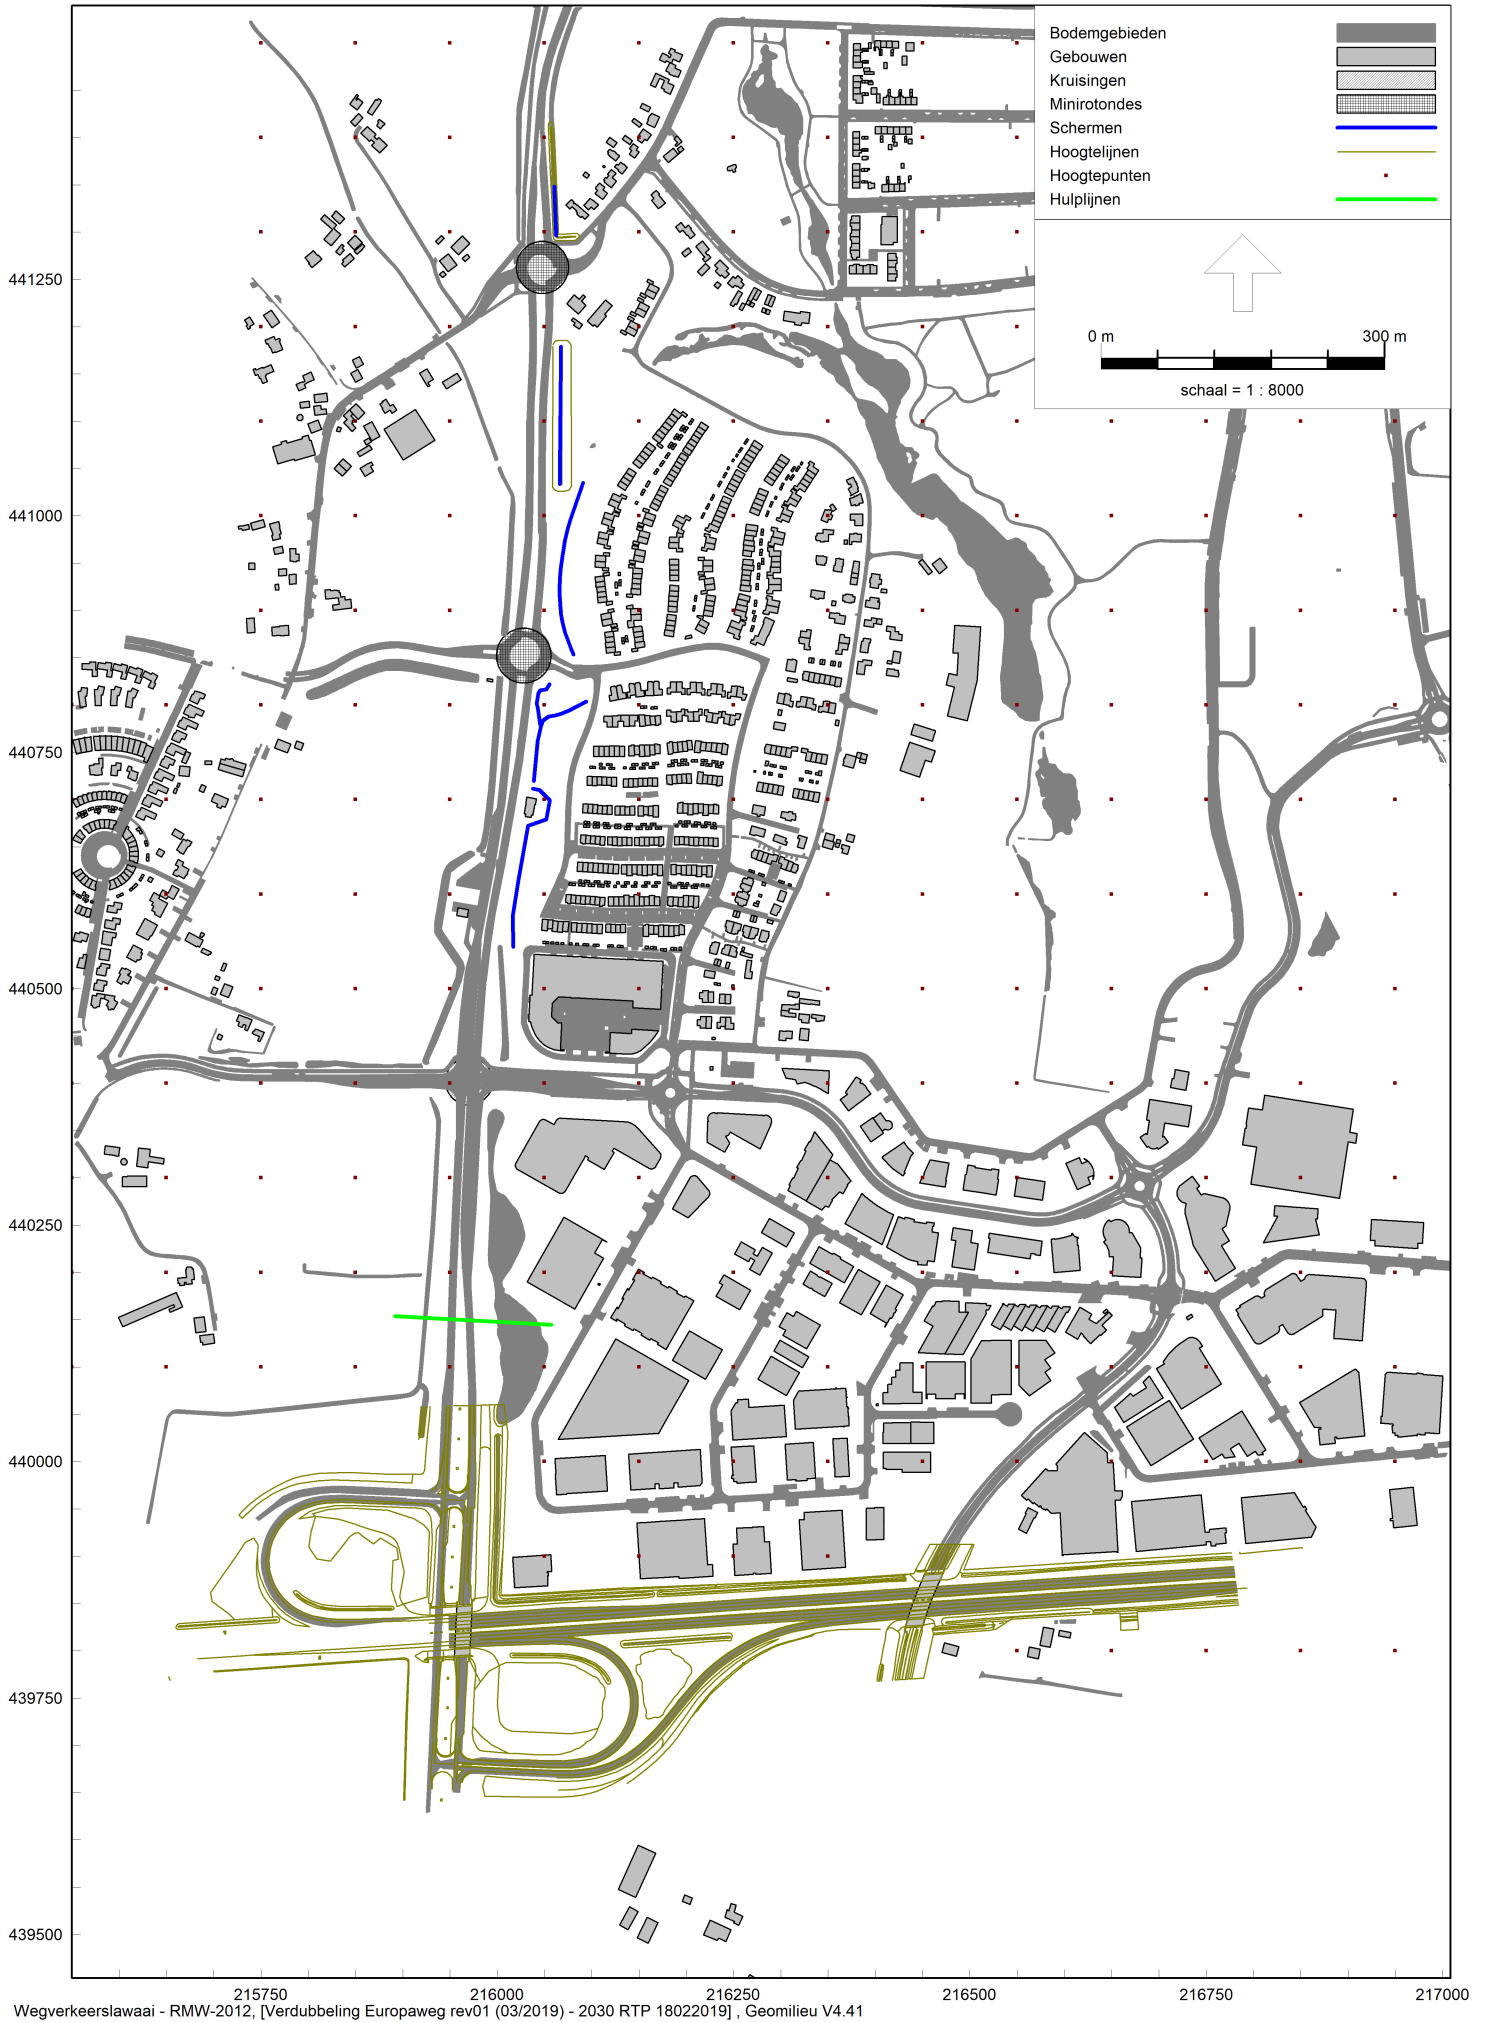 Bodemgebieden
Gebouwen
Kruisingen
Minirotondes
Schermen
Hoogtelijnen
Hoogtepunten
Hulplijnen
0 m 300 m
schaal = 1 : 8000
441250
441000
440750
440500
440250
440000
439750
439500
215750 216000 216250 216500 216750 217000
Wegverkeerslawaai - RMW-2012, [Verdubbeling Europaweg rev01 (03/2019) - 2030 RTP 18022019] , Geomilieu V4.41